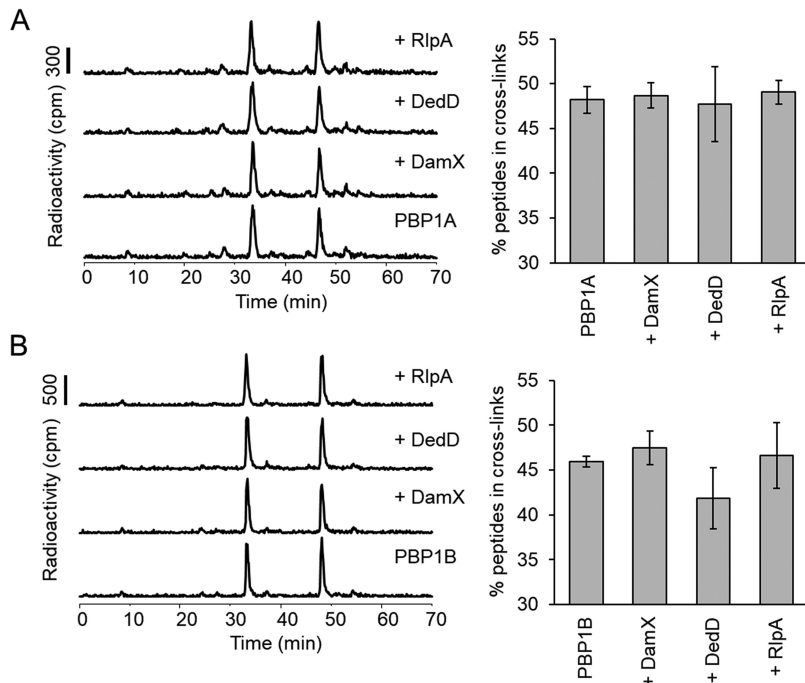 A
300
Radioactivity (cpm)
+ RlpA
+ DedD
+ DamX
PBP1A
0 10 20 30 40 50 60 70
Time (min)
% peptides in cross-links
55
50
45
40
35
30
PBP1A
+ DamX
+ DedD
+ RlpA
B
500
Radioactivity (cpm)
+ RlpA
+ DedD
+ DamX
PBP1B
0 10 20 30 40 50 60 70
Time (min)
% peptides in cross-links
55
50
45
40
35
30
PBP1B
+ DamX
+ DedD
+ RlpA